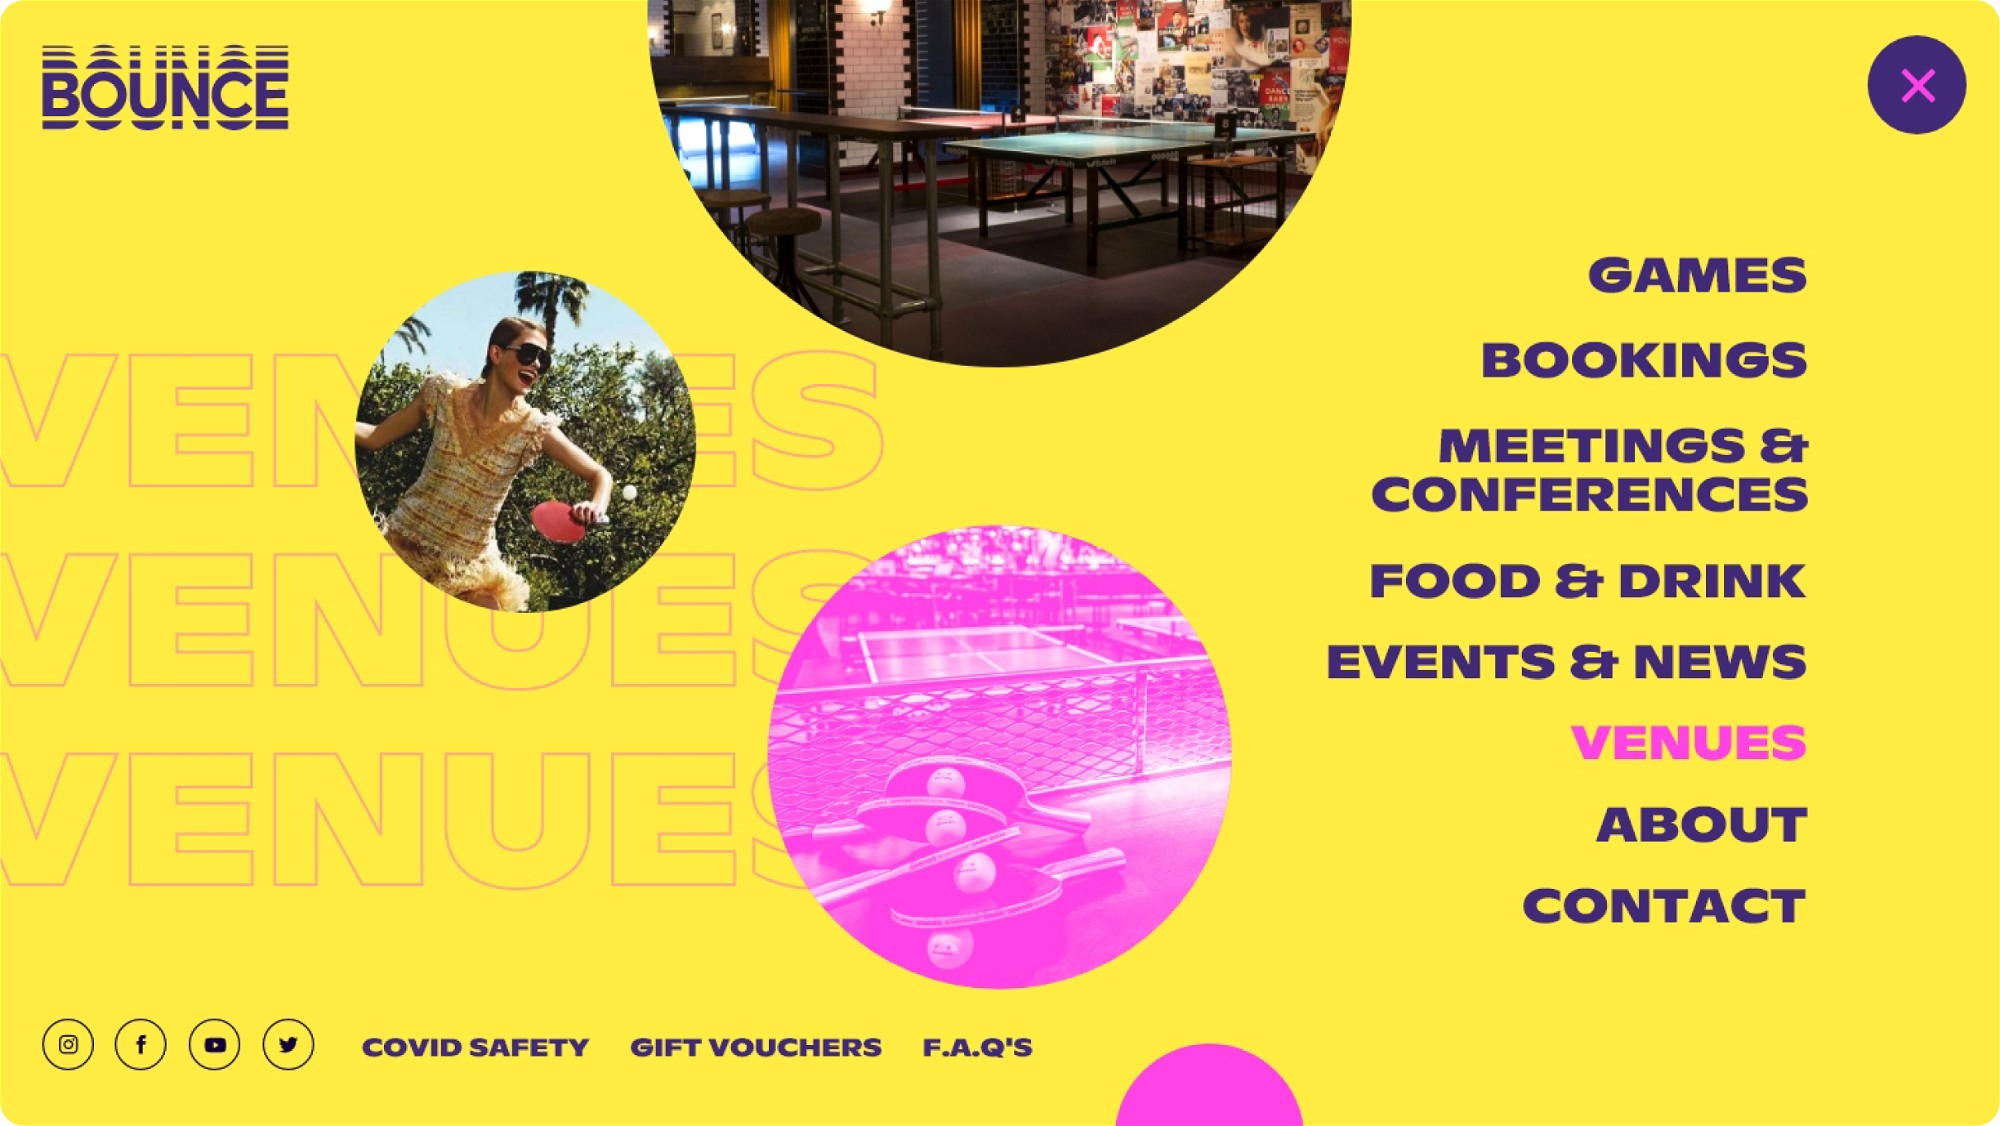 BOUNCE
GAMES
BOOKINGS
MEETINGS &
CONFERENCES
FOOD & DRINK
EVENTS & NEWS
VENUES
ABOUT
CONTACT
VENUES
VENUES
VENUES
COVID SAFETY GIFT VOUCHERS F.A.Q'S